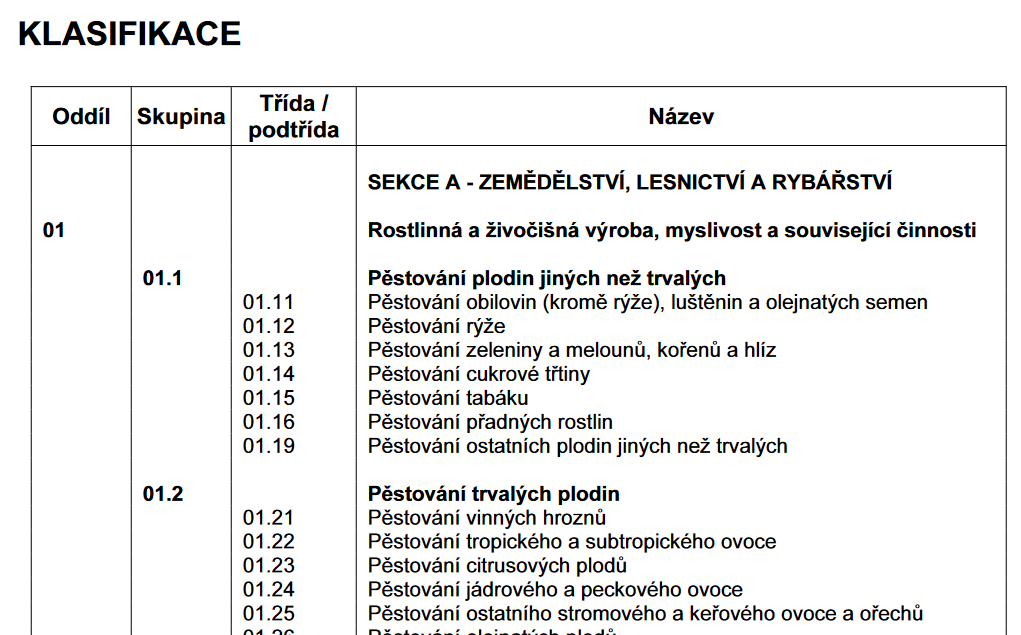 KLASIFIKACE
Oddíl Skupina Třída / podtřída Název
SEKCE A - ZEMĚDĚLSTVÍ, LESNICTVÍ A RYBÁŘSTVÍ
01 Rostlinná a živočišná výroba, myslivost a související činnosti
01.1 Pěstování plodin jiných než trvalých
01.11 Pěstování obilovin (kromě rýže), luštěnin a olejnatých semen
01.12 Pěstování rýže
01.13 Pěstování zeleniny a melounů, kořenů a hlíz
01.14 Pěstování cukrové třtiny
01.15 Pěstování tabáku
01.16 Pěstování přadných rostlin
01.19 Pěstování ostatních plodin jiných než trvalých
01.2 Pěstování trvalých plodin
01.21 Pěstování vinných hroznů
01.22 Pěstování tropického a subtropického ovoce
01.23 Pěstování citrusových plodů
01.24 Pěstování jádrového a peckového ovoce
01.25 Pěstování ostatního stromového a keřového ovoce a ořechů